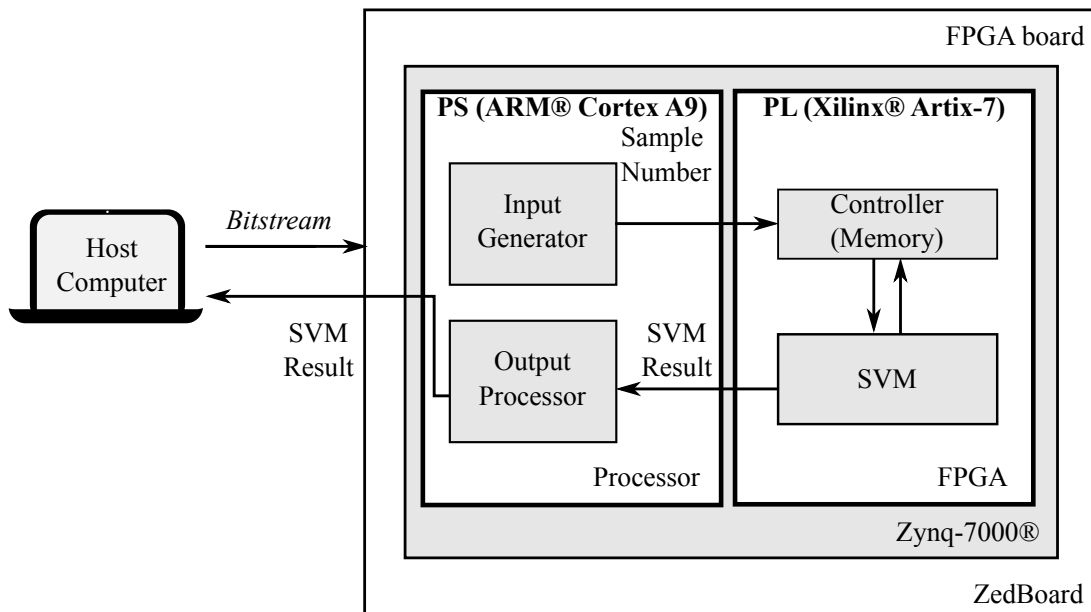 FPGA board
PS (ARM® Cortex A9)
PL (Xilinx® Artix-7)
Sample
Number
Input
Generator
Controller
(Memory)
Bitstream
Host
Computer
SVM
Result
Output
Processor
SVM
Result
SVM
Processor
FPGA
Zynq-7000®
ZedBoard